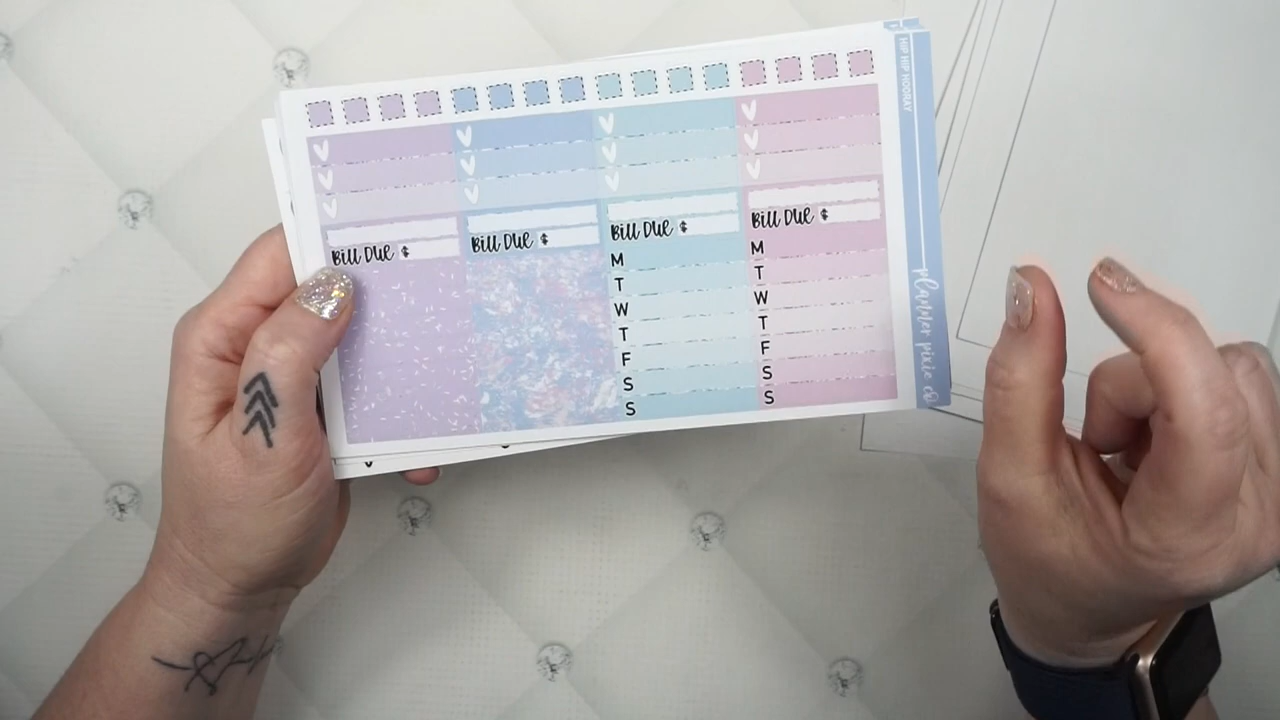 HIP HIP HOORAY
BILL DUE $
BILL DUE $
BILL DUE $
BILL DUE $
M
T
W
T
F
S
S
M
T
W
T
F
S
S
planner pixie co